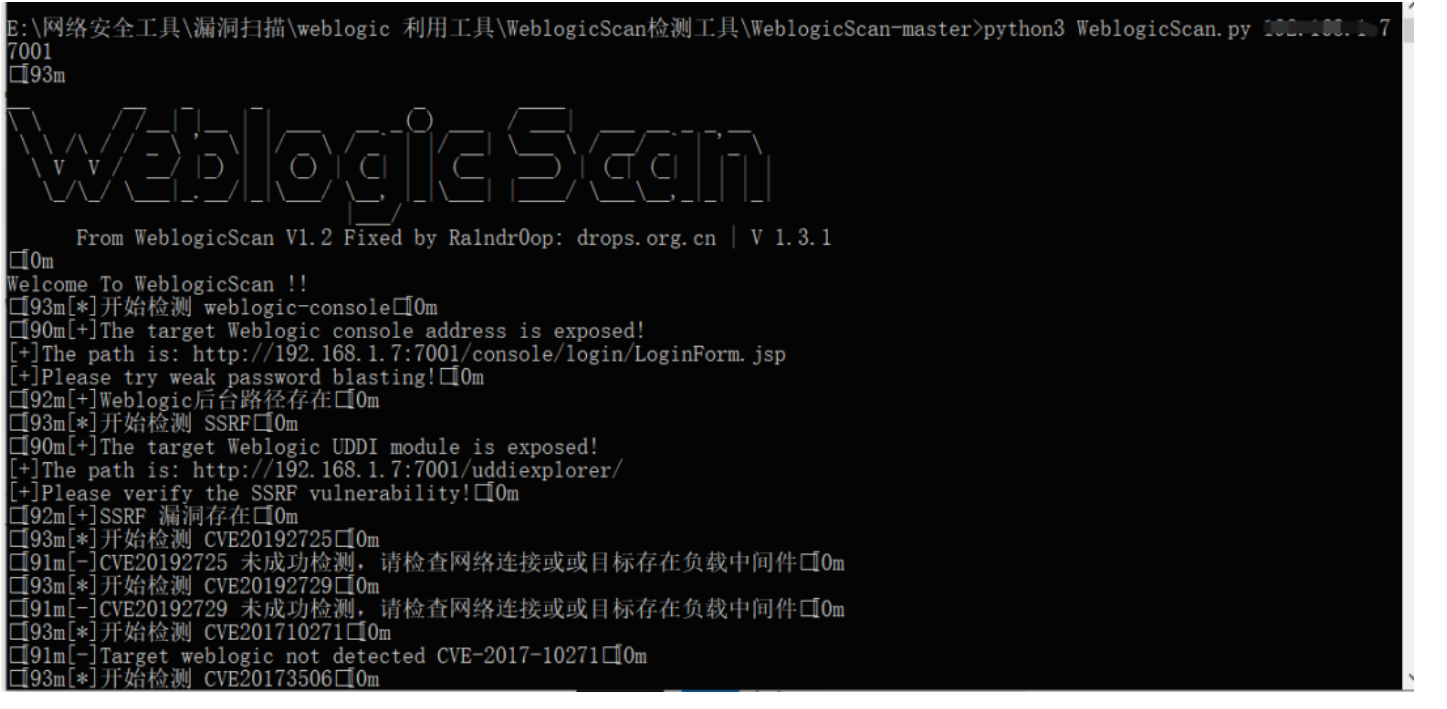 E:\网络安全工具\漏洞扫描\weblogic 利用工具\WeblogicScan检测工具\WeblogicScan-master>python3 WeblogicScan.py 7
7001
[93m
Weblogic Scan
From WeblogicScan V1.2 Fixed by Ra1ndr0op: drops.org.cn | V 1.3.1
[0m
Welcome To WeblogicScan !!
[93m[*]开始检测 weblogic-console[0m
[90m[+]The target Weblogic console address is exposed!
[+]The path is: http://192.168.1.7:7001/console/login/LoginForm.jsp
[+]Please try weak password blasting![0m
[92m[+]Weblogic后台路径存在[0m
[93m[*]开始检测 SSRF[0m
[90m[+]The target Weblogic UDDI module is exposed!
[+]The path is: http://192.168.1.7:7001/uddiexplorer/
[+]Please verify the SSRF vulnerability![0m
[92m[+]SSRF 漏洞存在[0m
[93m[*]开始检测 CVE20192725[0m
[91m[-]CVE20192725 未成功检测，请检查网络连接或或目标存在负载中间件[0m
[93m[*]开始检测 CVE20192729[0m
[91m[-]CVE20192729 未成功检测，请检查网络连接或或目标存在负载中间件[0m
[93m[*]开始检测 CVE201710271[0m
[91m[-]Target weblogic not detected CVE-2017-10271[0m
[93m[*]开始检测 CVE20173506[0m